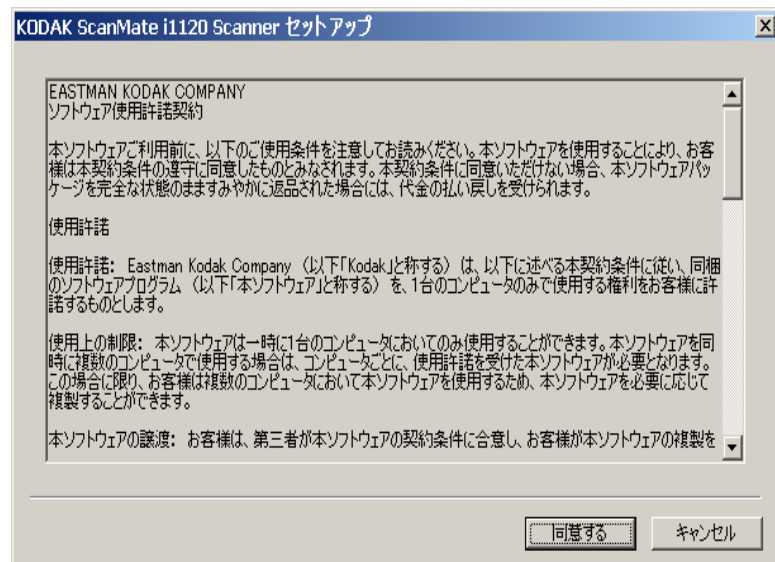 KODAK ScanMate i1120 Scanner セットアップ
EASTMAN KODAK COMPANY
ソフトウェア使用許諾契約
本ソフトウェアご利用前に、以下のご使用条件を注意してお読みください。本ソフトウェアを使用することにより、お客
様は本契約条件の遵守に同意したものとみなされます。本契約条件に同意いただけない場合、本ソフトウェアパッ
ケージを完全な状態のまますみやかに返品された場合には、代金の払い戻しを受けられます。
使用許諾
使用許諾： Eastman Kodak Company （以下「Kodak」と称する） は、以下に述べる本契約条件に従い、同梱
のソフトウェアプログラム （以下「本ソフトウェア」と称する） を、1台のコンピュータのみで使用する権利をお客様に許
諾するものとします。
使用上の制限： 本ソフトウェアは一時に1台のコンピュータにおいてのみ使用することができます。本ソフトウェアを同
時に複数のコンピュータで使用する場合は、コンピュータごとに、使用許諾を受けた本ソフトウェアが必要となります。
この場合に限り、お客様は複数のコンピュータにおいて本ソフトウェアを使用するため、本ソフトウェアを必要に応じて
複製することができます。
本ソフトウェアの譲渡： お客様は、第三者が本ソフトウェアの契約条件に合意し、お客様が本ソフトウェアの複製を
同意する
キャンセル